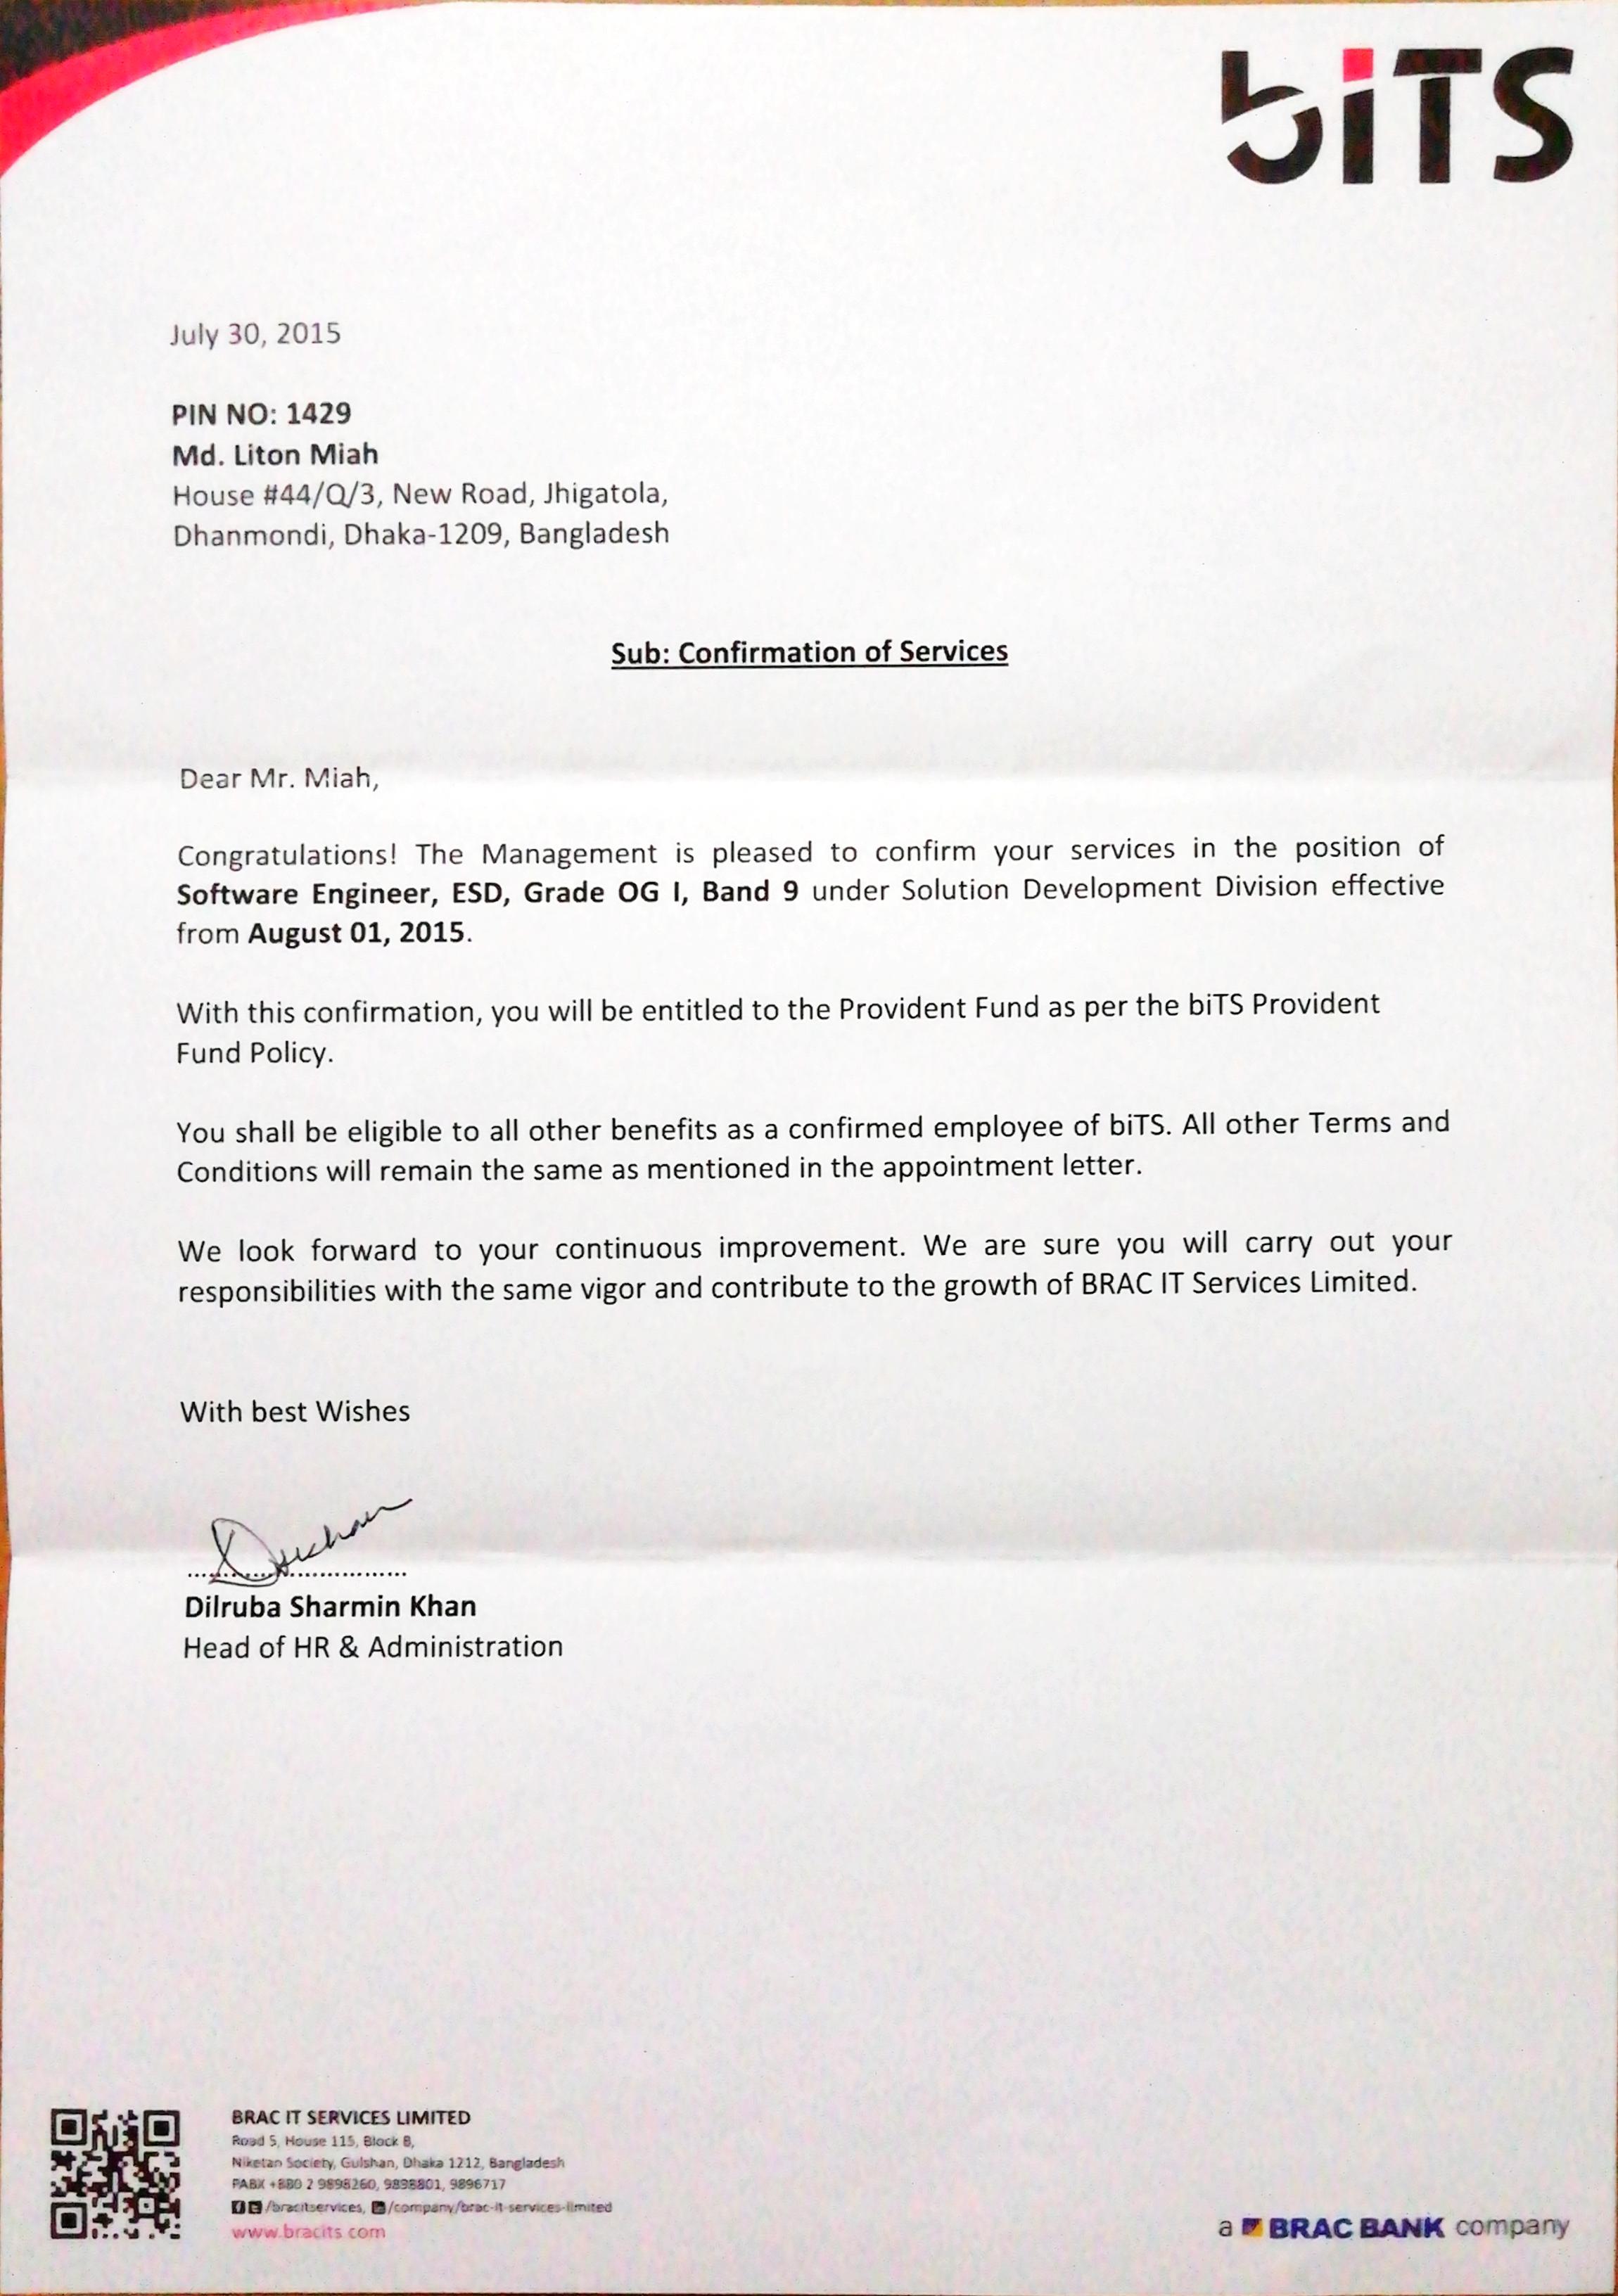 biTS
July 30, 2015
PIN NO: 1429
Md. Liton Miah
House #44/Q/3, New Road, Jhigatola,
Dhanmondi, Dhaka-1209, Bangladesh
Sub: Confirmation of Services
Dear Mr. Miah,
Congratulations! The Management is pleased to confirm your services in the position of
Software Engineer, ESD, Grade OG I, Band 9 under Solution Development Division effective
from August 01, 2015.
With this confirmation, you will be entitled to the Provident Fund as per the biTS Provident
Fund Policy.
You shall be eligible to all other benefits as a confirmed employee of biTS. All other Terms and
Conditions will remain the same as mentioned in the appointment letter.
We look forward to your continuous improvement. We are sure you will carry out your
responsibilities with the same vigor and contribute to the growth of BRAC IT Services Limited.
With best Wishes
Dilruba Sharmin Khan
Head of HR & Administration
BRAC IT SERVICES LIMITED
Road 5, House 115, Block B,
Niketan Society, Gulshan, Dhaka 1212, Bangladesh
PABX +880 2 9898260, 9898801, 9896717
/bracitservices, /company/brac-it-services-limited
www.bracits.com
a BRAC BANK company